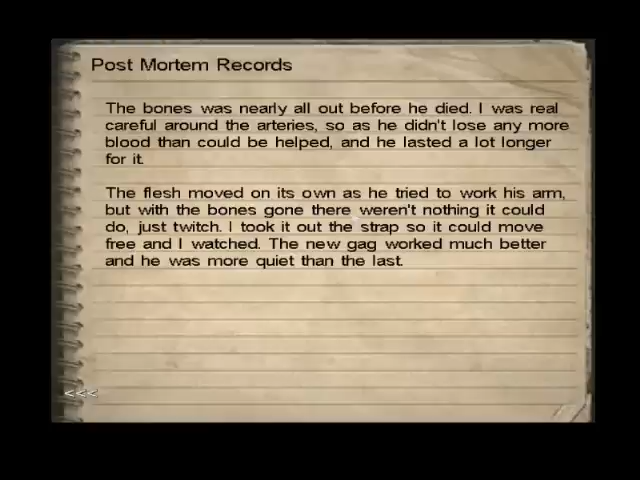 Post Mortem Records
The bones was nearly all out before he died. I was real
careful around the arteries, so as he didn't lose any more
blood than could be helped, and he lasted a lot longer
for it.
The flesh moved on its own as he tried to work his arm,
but with the bones gone there weren't nothing it could
do, just twitch. I took it out the strap so it could move
free and I watched. The new gag worked much better
and he was more quiet than the last.
<<<